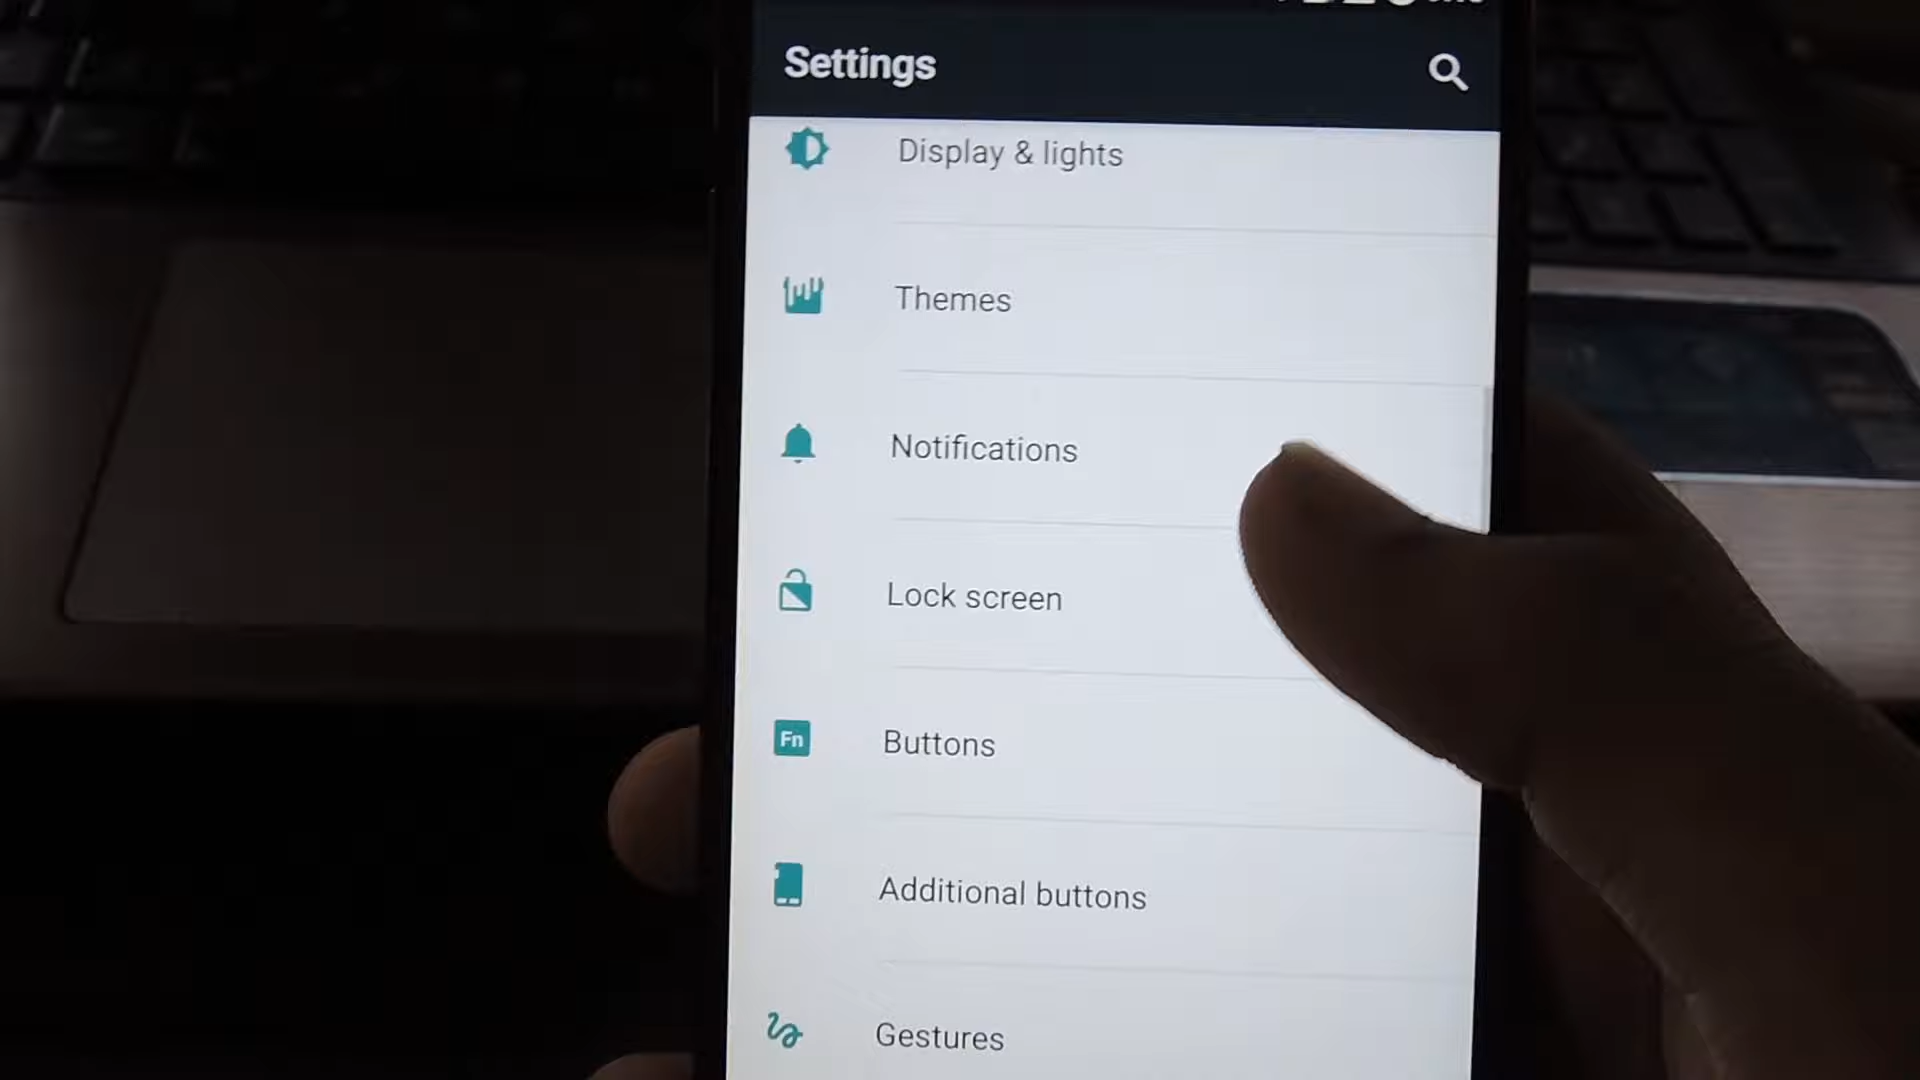 Settings
Display & lights
Themes
Notifications
Lock screen
Fn
Buttons
Additional buttons
Gestures